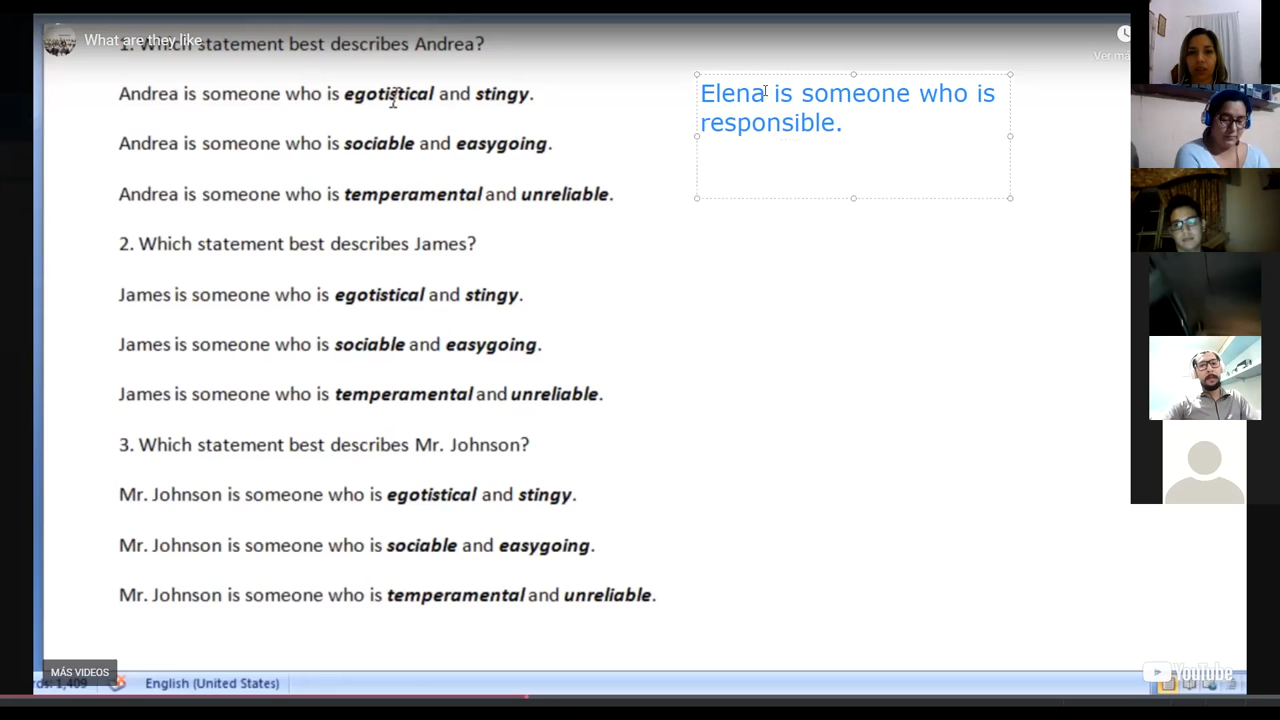 What are they like
1. Which statement best describes Andrea?
Ver má
Andrea is someone who is egotistical and stingy.
Andrea is someone who is sociable and easygoing.
Andrea is someone who is temperamental and unreliable.
2. Which statement best describes James?
James is someone who is egotistical and stingy.
James is someone who is sociable and easygoing.
James is someone who is temperamental and unreliable.
3. Which statement best describes Mr. Johnson?
Mr. Johnson is someone who is egotistical and stingy.
Mr. Johnson is someone who is sociable and easygoing.
Mr. Johnson is someone who is temperamental and unreliable.
Elena is someone who is
responsible.
MÁS VIDEOS
YouTube
rds: 1,409
English (United States)